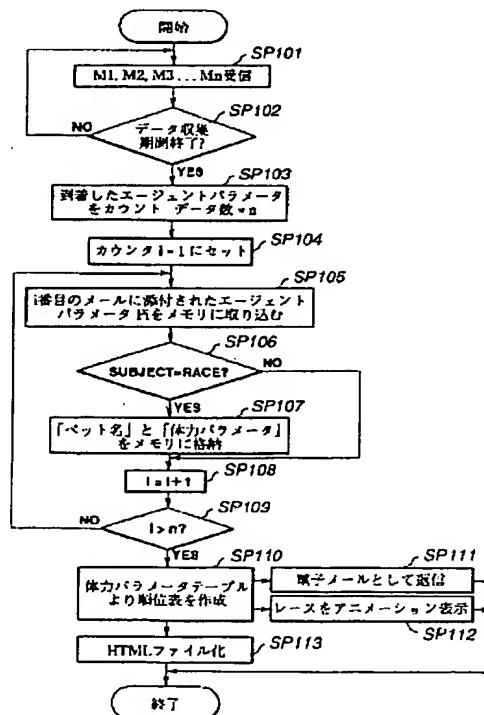 開始
SP101
M1, M2, M3 . . . Mn受信
SP102
データ収集
期間終了?
NO
YES
SP103
到着したエージェントパラメータ
をカウント データ数=n
SP104
カウンタi=1にセット
SP105
i番目のメールに添付されたエージェント
パラメータ Piをメモリに取り込む
SP106
SUBJECT=RACE?
NO
YES
SP107
「ペット名」と「体力パラメータ」
をメモリに格納
SP108
i=i+1
SP109
i>n?
NO
YES
SP110
体力パラメータテーブル
より順位表を作成
SP111
電子メールとして返信
レースをアニメーション表示
SP112
SP113
HTMLファイル化
終了